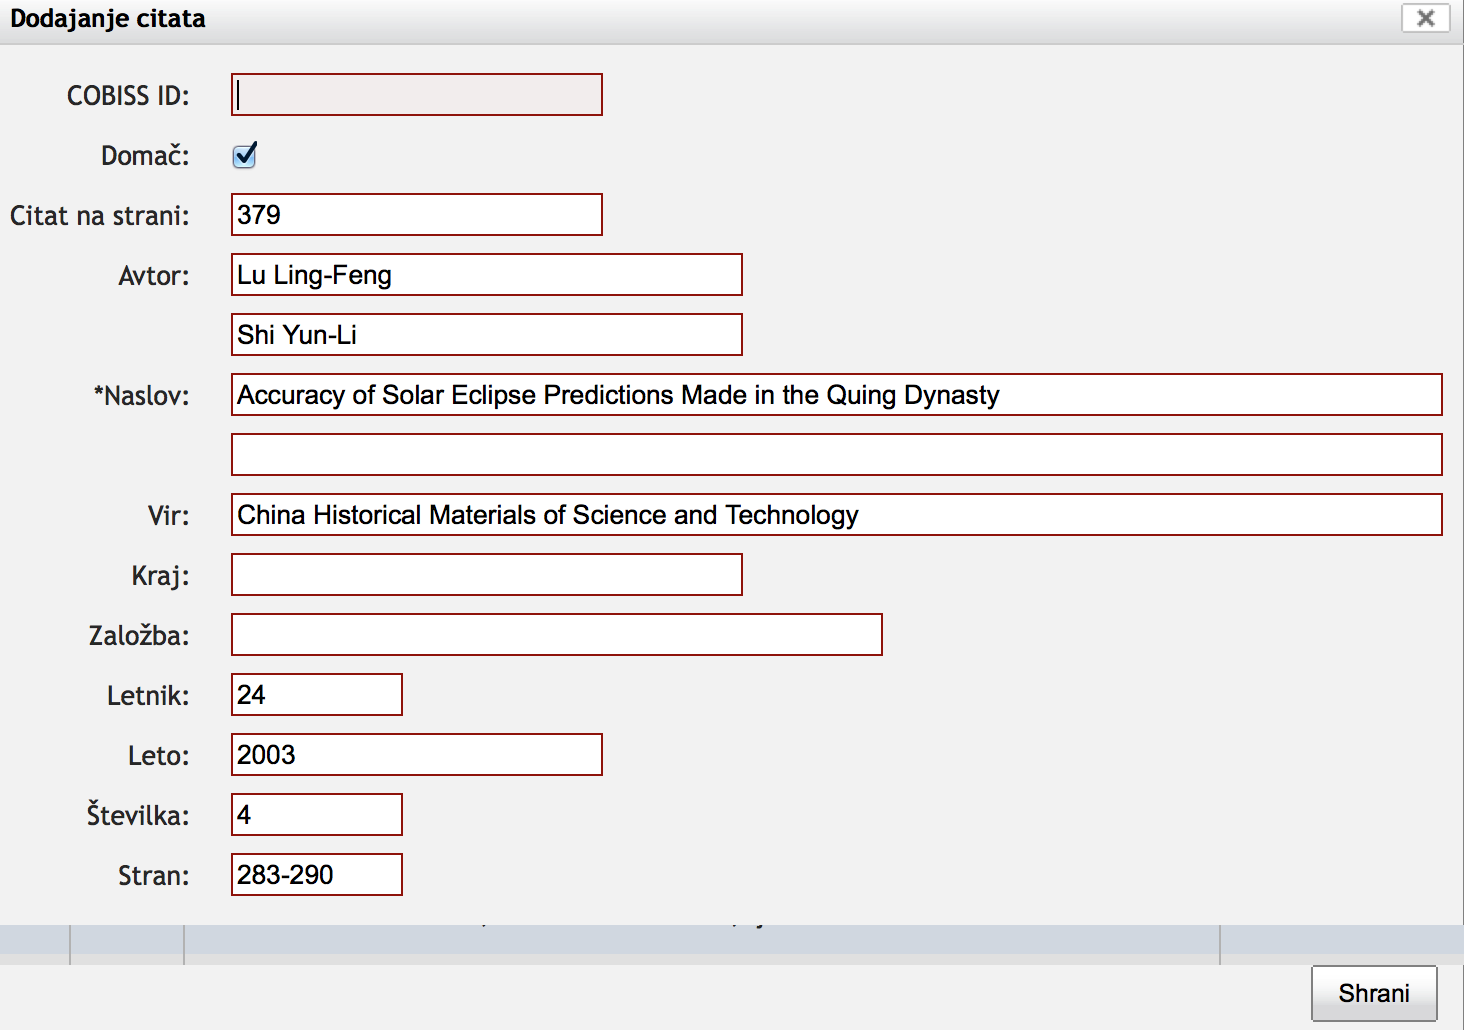 Dodajanje citata
COBISS ID:
Domač:
Citat na strani: 379
Avtor: Lu Ling-Feng
Shi Yun-Li
*Naslov: Accuracy of Solar Eclipse Predictions Made in the Quing Dynasty
Vir: China Historical Materials of Science and Technology
Kraj:
Založba:
Letnik: 24
Leto: 2003
Številka: 4
Stran: 283-290
Shrani